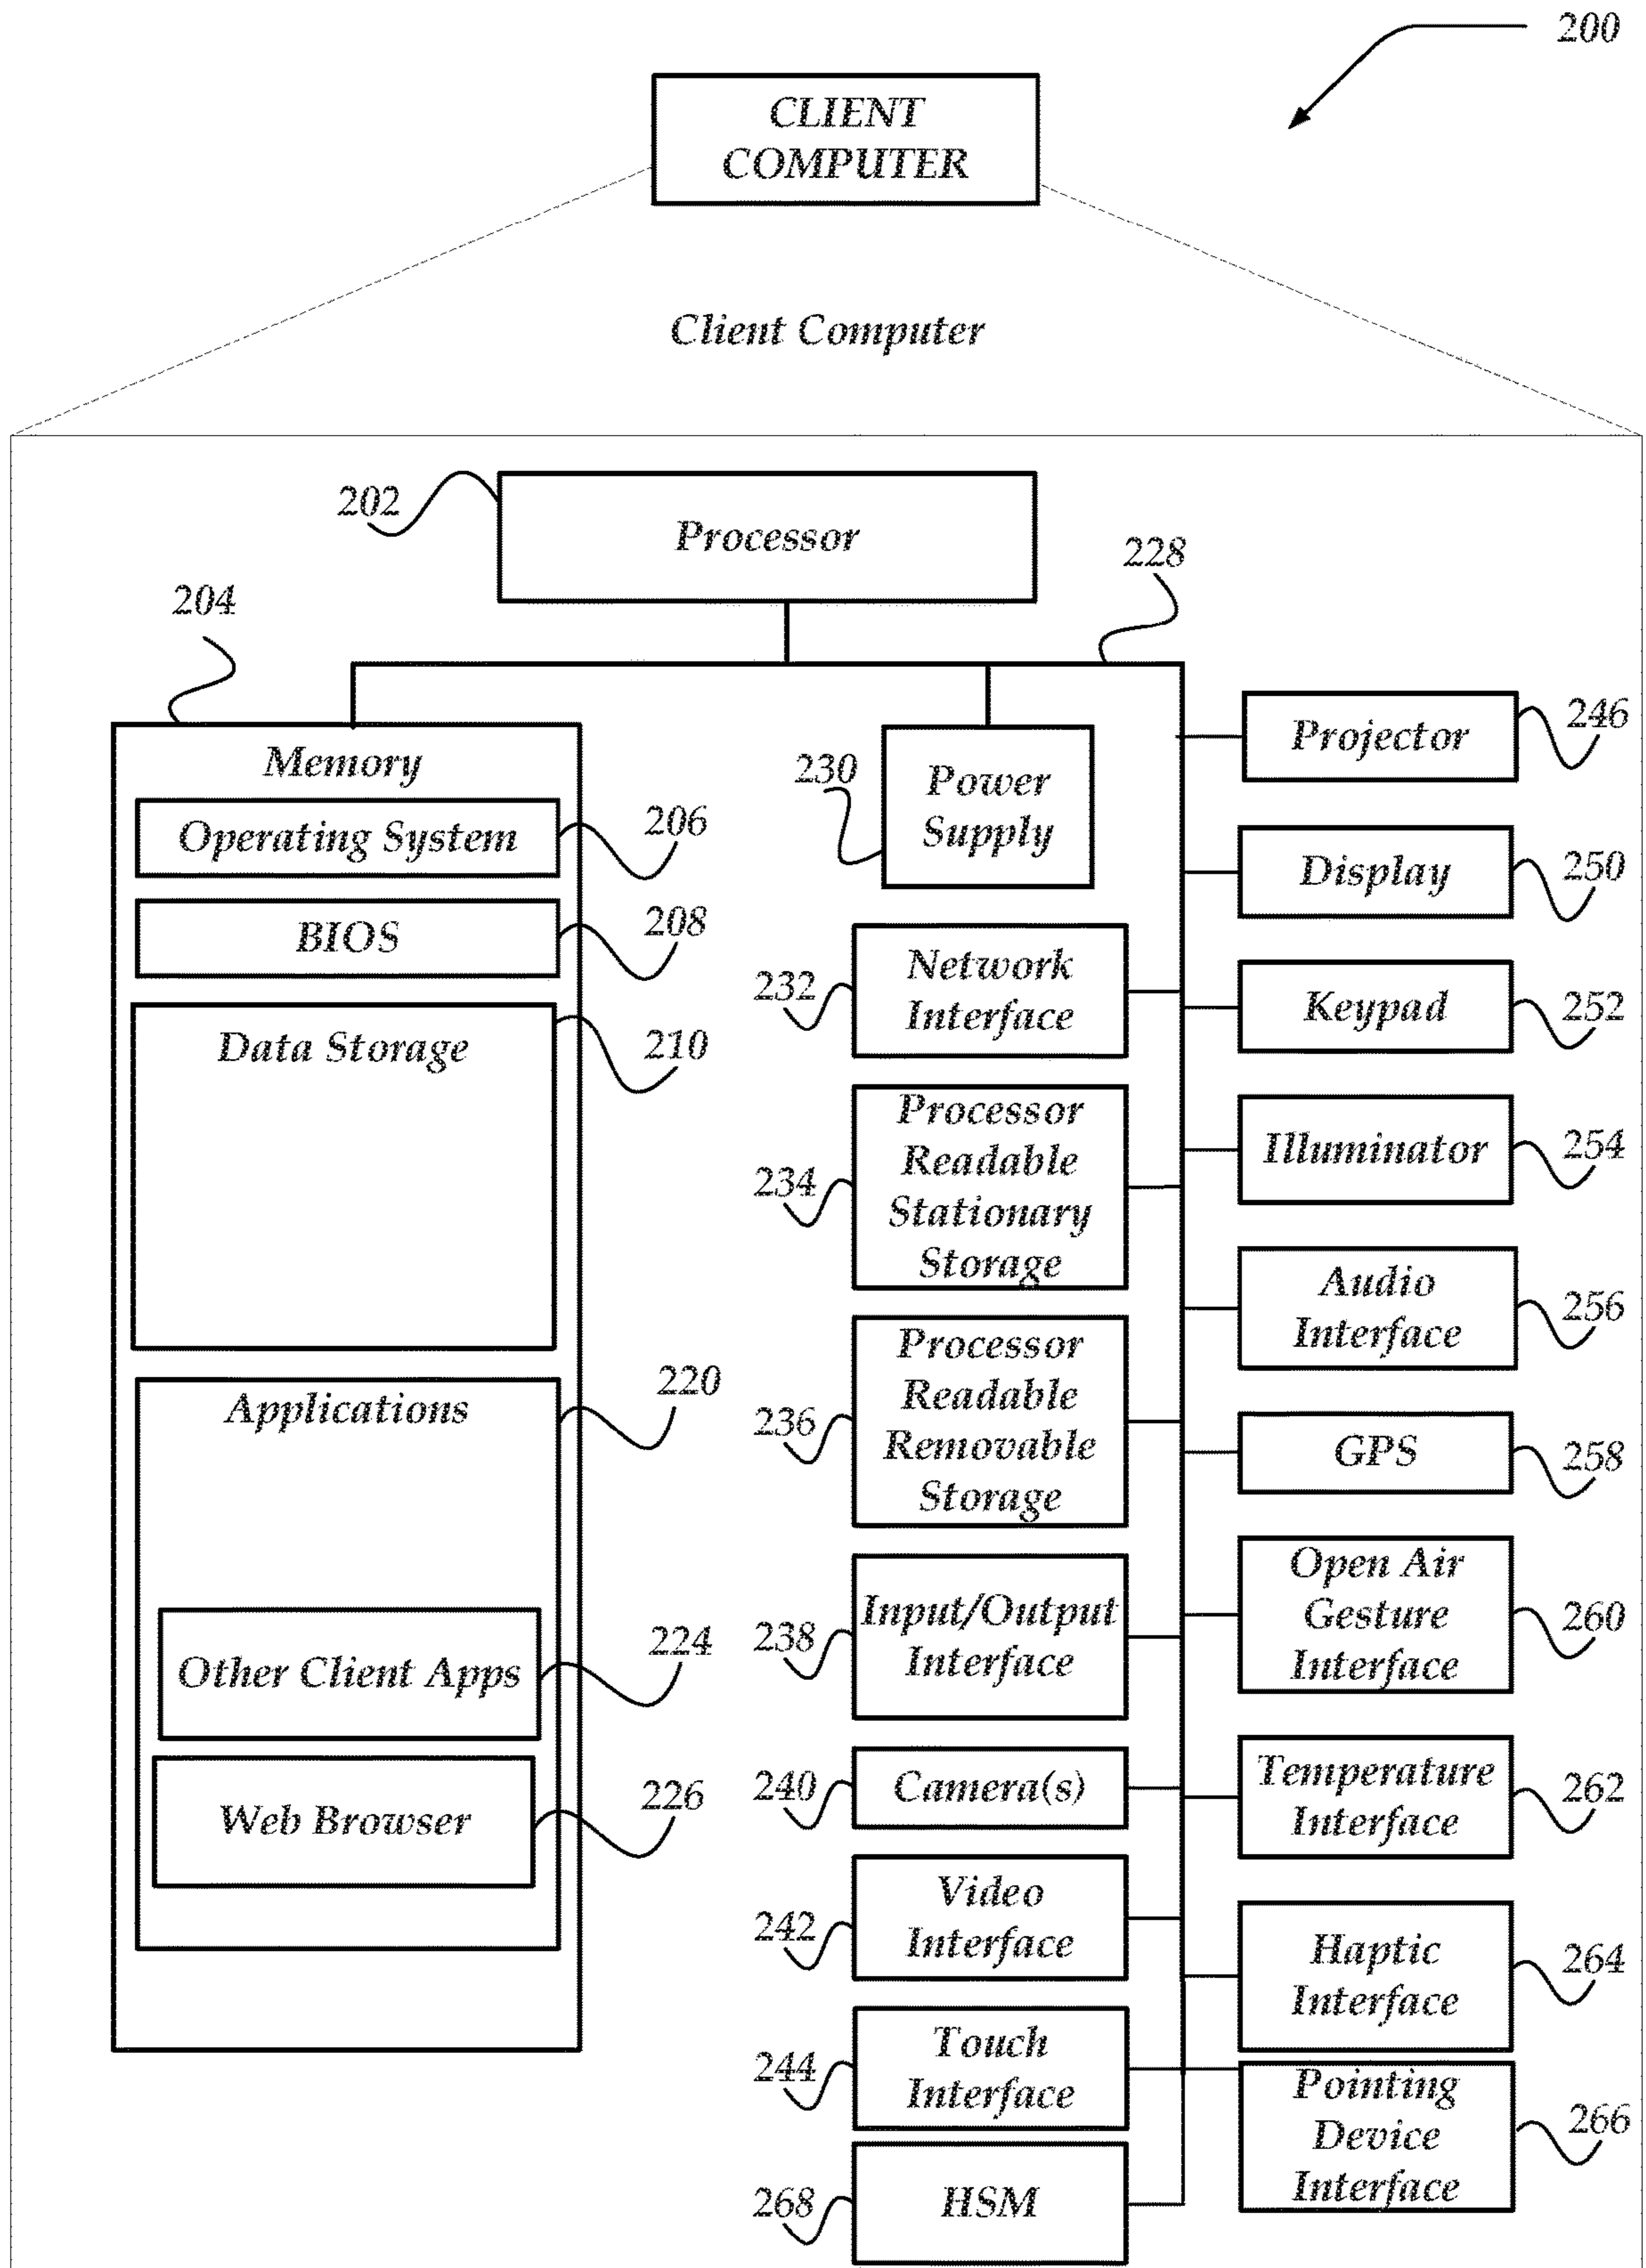 200
CLIENT
COMPUTER
Client Computer
202
Processor
228
204
Memory
Operating System
206
BIOS
208
Data Storage
210
Applications
220
Other Client Apps
224
Web Browser
226
230
Power
Supply
232
Network
Interface
234
Processor
Readable
Stationary
Storage
236
Processor
Readable
Removable
Storage
238
Input/Output
Interface
240
Camera(s)
242
Video
Interface
244
Touch
Interface
268
HSM
Projector
246
Display
250
Keypad
252
Illuminator
254
Audio
Interface
256
GPS
258
Open Air
Gesture
Interface
260
Temperature
Interface
262
Haptic
Interface
264
Pointing
Device
Interface
266